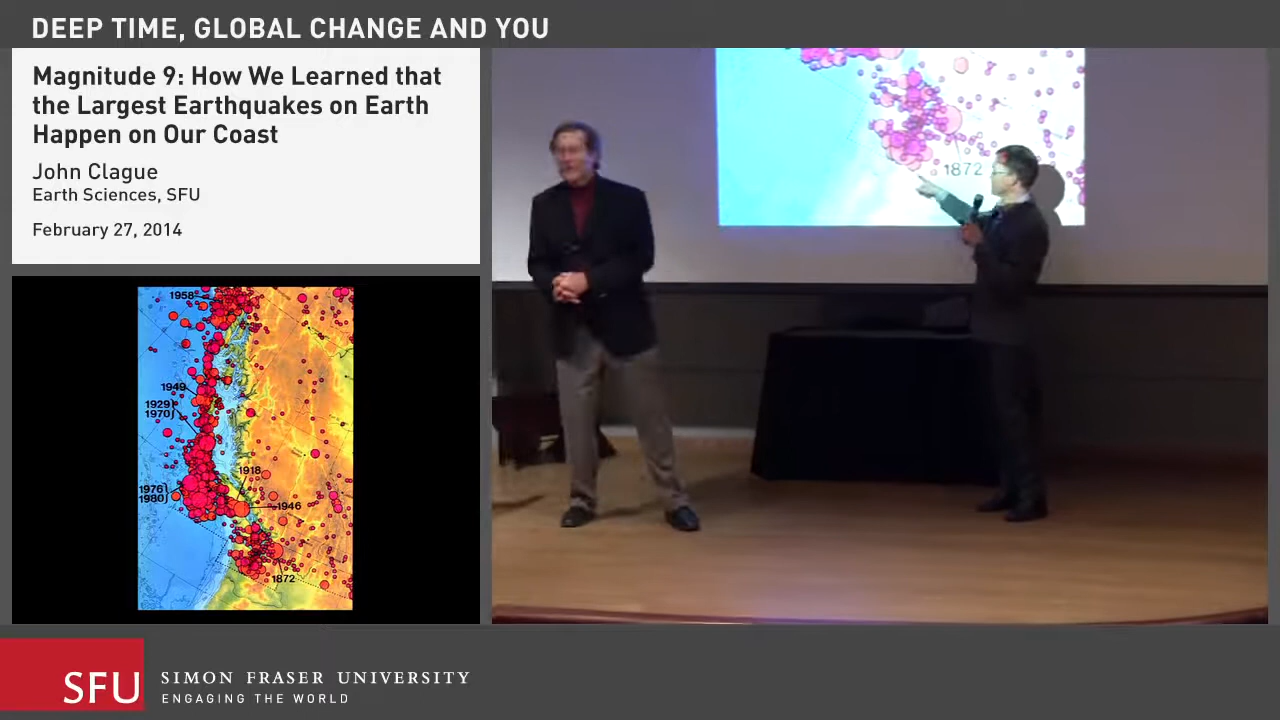 DEEP TIME, GLOBAL CHANGE AND YOU
Magnitude 9: How We Learned that
the Largest Earthquakes on Earth
Happen on Our Coast
John Clague
Earth Sciences, SFU
February 27, 2014
1958
1949
1929
1970
1918
1976
1980
1946
1872
1872
SFU
SIMON FRASER UNIVERSITY
ENGAGING THE WORLD